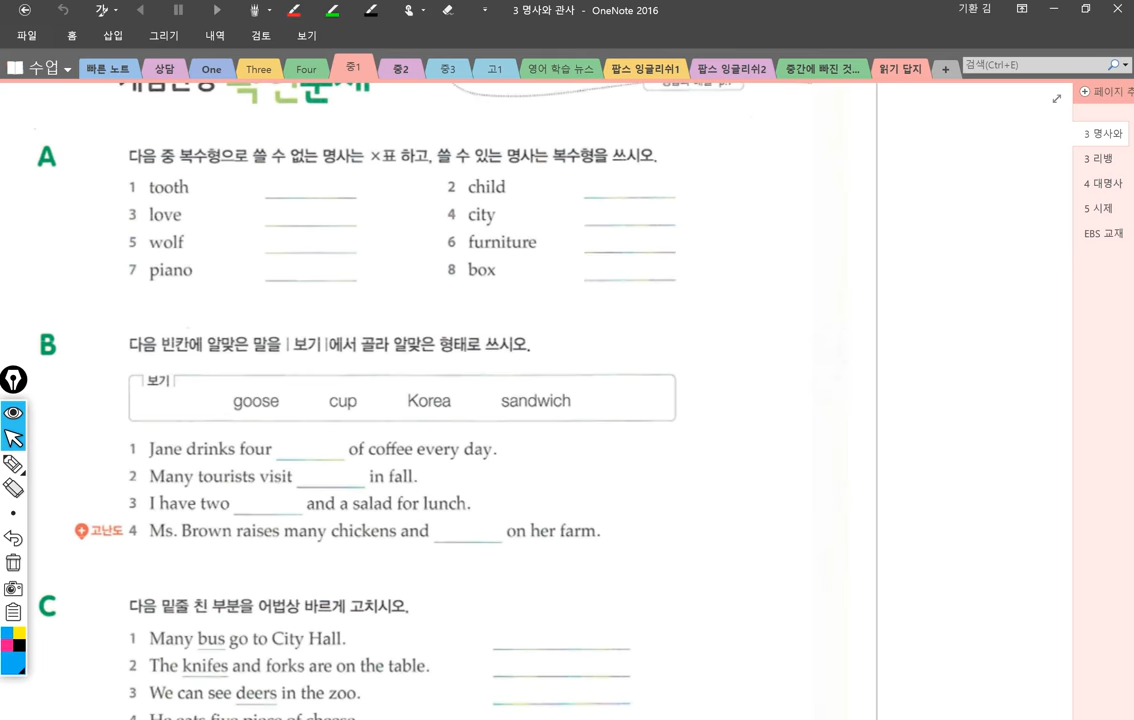 3 명사와 관사 - OneNote 2016
기환 김
파일 홈 삽입 그리기 내역 검토 보기
수업 빠른 노트 상담 One Three Four 중1 중2 중3 고1 영어 학습 뉴스 팝스 잉글리쉬1 팝스 잉글리쉬2 중간에 빠진 것... 읽기 답지 + 검색(Ctrl+E)
페이지 추
3 명사와
3 리뱅
4 대명사
5 시제
EBS 교재
A 다음 중 복수형으로 쓸 수 없는 명사는 ×표 하고, 쓸 수 있는 명사는 복수형을 쓰시오.
1 tooth 2 child
3 love 4 city
5 wolf 6 furniture
7 piano 8 box
B 다음 빈칸에 알맞은 말을 | 보기 |에서 골라 알맞은 형태로 쓰시오.
보기
goose cup Korea sandwich
1 Jane drinks four ______ of coffee every day.
2 Many tourists visit ______ in fall.
3 I have two ______ and a salad for lunch.
고난도 4 Ms. Brown raises many chickens and ______ on her farm.
C 다음 밑줄 친 부분을 어법상 바르게 고치시오.
1 Many bus go to City Hall.
2 The knifes and forks are on the table.
3 We can see deers in the zoo.
4 He eats five piece of cheese.